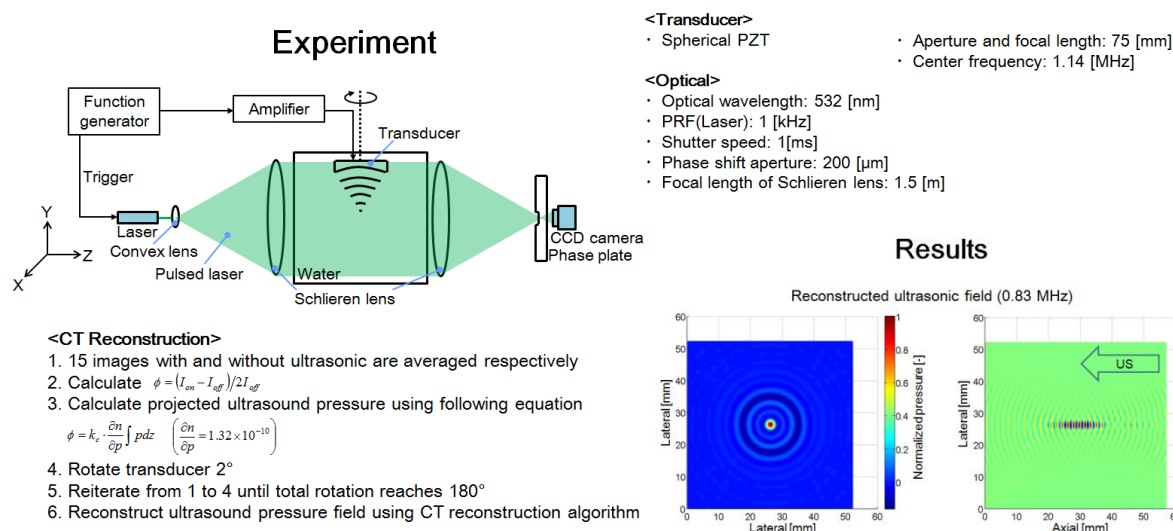 Experiment
Function
generator
Amplifier
Transducer
Trigger
Laser
Convex lens
Pulsed laser
Water
Schlieren lens
CCD camera
Phase plate
Y
Z
X
<Transducer>
・ Spherical PZT
・ Aperture and focal length: 75 [mm]
・ Center frequency: 1.14 [MHz]
<Optical>
・ Optical wavelength: 532 [nm]
・ PRF(Laser): 1 [kHz]
・ Shutter speed: 1[ms]
・ Phase shift aperture: 200 [μm]
・ Focal length of Schlieren lens: 1.5 [m]
<CT Reconstruction>
1. 15 images with and without ultrasonic are averaged respectively
2. Calculate ϕ = (I_on − I_off)/2I_off
3. Calculate projected ultrasound pressure using following equation
ϕ = k_e · ∂n/∂p ∫ pdz (∂n/∂p = 1.32×10^−10)
4. Rotate transducer 2°
5. Reiterate from 1 to 4 until total rotation reaches 180°
6. Reconstruct ultrasound pressure field using CT reconstruction algorithm
Results
Reconstructed ultrasonic field (0.83 MHz)
60
50
40
30
20
10
0
0 10 20 30 40 50 60
Lateral [mm]
Lateral [mm]
1
0.8
0.6
0.4
0.2
0
Normalized pressure [-]
60
50
40
30
20
10
0
0 10 20 30 40 50
Lateral [mm]
Axial [mm]
US